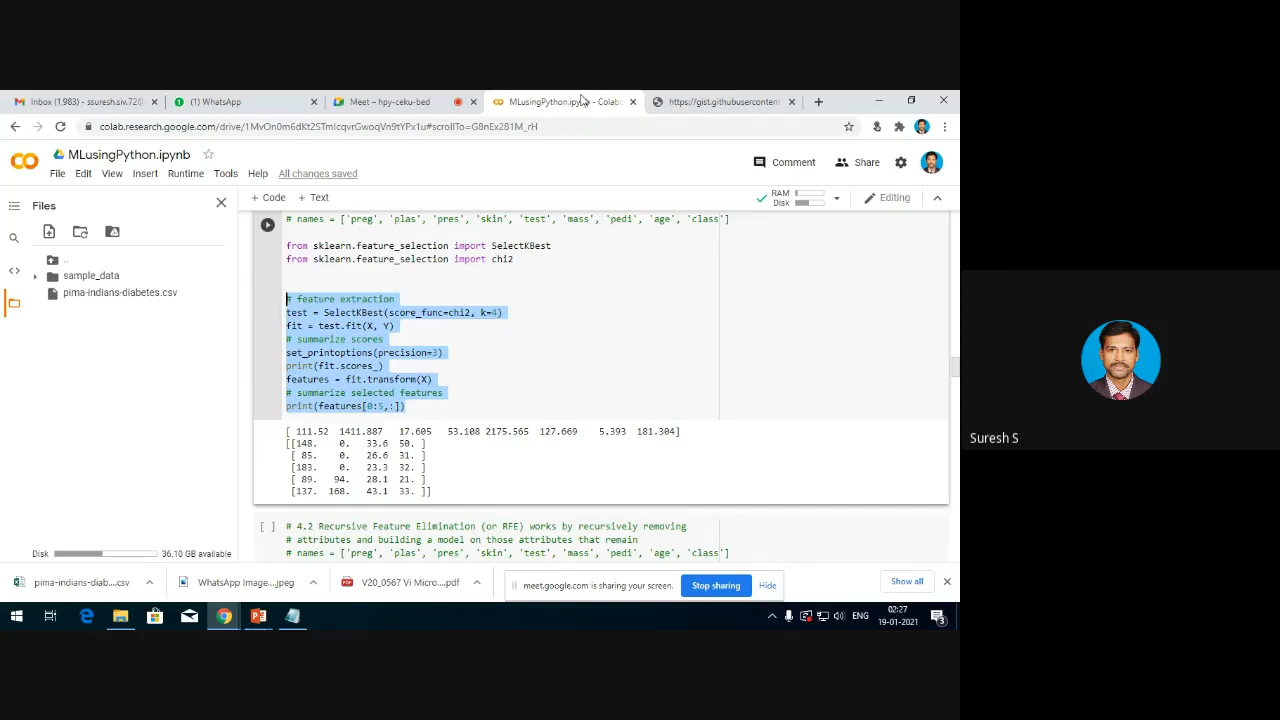 Inbox (1,983) - ssuresh.siv.72@
(1) WhatsApp
Meet – hpy-ceku-bed
MLusingPython.ipynb - Colab
https://gist.githubusercontent
colab.research.google.com/drive/1MvOn0m6dKt2STmIcqvrGwoqVn9tYPx1u#scrollTo=G8nEx281M_rH
MLusingPython.ipynb
Comment
Share
File Edit View Insert Runtime Tools Help All changes saved
Files
+ Code + Text
RAM
Disk
Editing
..
sample_data
pima-indians-diabetes.csv
# names = ['preg', 'plas', 'pres', 'skin', 'test', 'mass', 'pedi', 'age', 'class']
from sklearn.feature_selection import SelectKBest
from sklearn.feature_selection import chi2
# feature extraction
test = SelectKBest(score_func=chi2, k=4)
fit = test.fit(X, Y)
# summarize scores
set_printoptions(precision=3)
print(fit.scores_)
features = fit.transform(X)
# summarize selected features
print(features[0:5,:])
[ 111.52 1411.887 17.605 53.108 2175.565 127.669 5.393 181.304]
[[148. 0. 33.6 50. ]
[ 85. 0. 26.6 31. ]
[183. 0. 23.3 32. ]
[ 89. 94. 28.1 21. ]
[137. 168. 43.1 33. ]]
[ ] # 4.2 Recursive Feature Elimination (or RFE) works by recursively removing
# attributes and building a model on those attributes that remain
# names = ['preg', 'plas', 'pres', 'skin', 'test', 'mass', 'pedi', 'age', 'class']
Disk 36.10 GB available
pima-indians-diab....csv
WhatsApp Image....jpeg
V20_0567 Vi Micro....pdf
meet.google.com is sharing your screen.
Stop sharing
Hide
Show all
ENG
02:27
19-01-2021
3
Suresh S